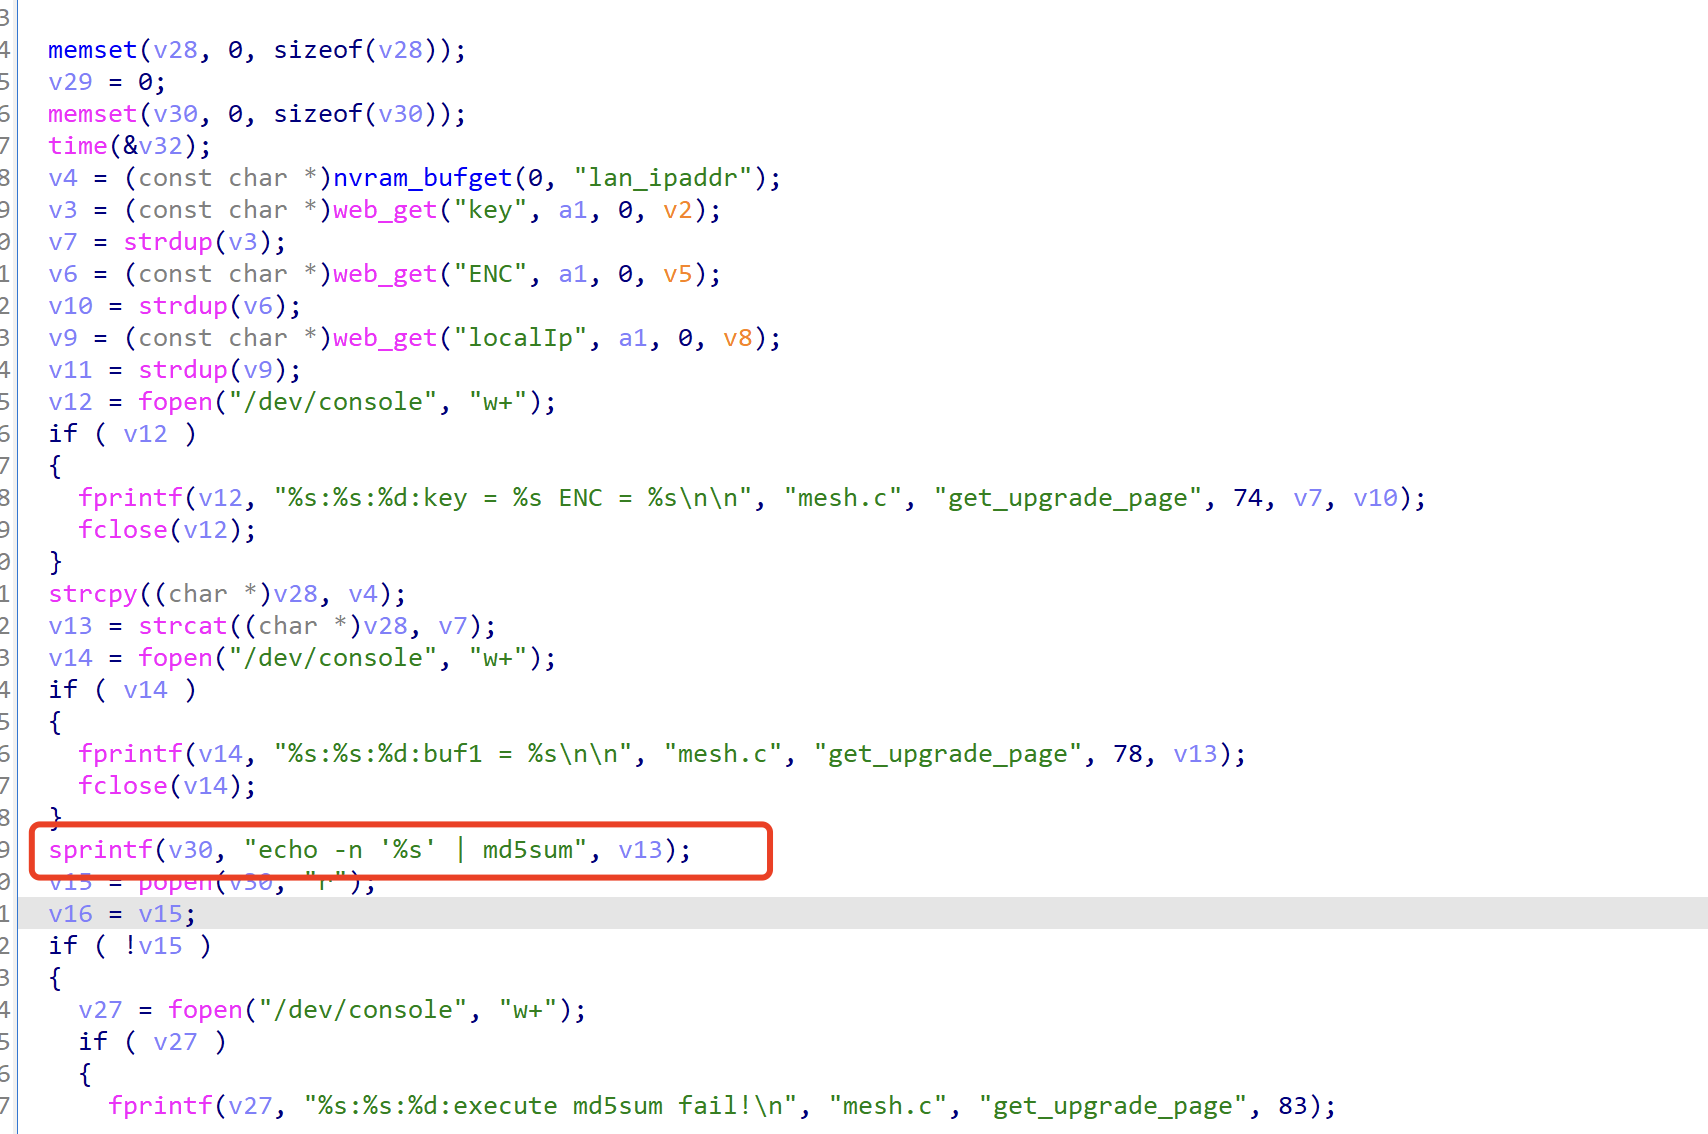 3
4 memset(v28, 0, sizeof(v28));
5 v29 = 0;
6 memset(v30, 0, sizeof(v30));
7 time(&v32);
8 v4 = (const char *)nvram_bufget(0, "lan_ipaddr");
9 v3 = (const char *)web_get("key", a1, 0, v2);
0 v7 = strdup(v3);
1 v6 = (const char *)web_get("ENC", a1, 0, v5);
2 v10 = strdup(v6);
3 v9 = (const char *)web_get("localIp", a1, 0, v8);
4 v11 = strdup(v9);
5 v12 = fopen("/dev/console", "w+");
6 if ( v12 )
7 {
8 fprintf(v12, "%s:%s:%d:key = %s ENC = %s\n\n", "mesh.c", "get_upgrade_page", 74, v7, v10);
9 fclose(v12);
0 }
1 strcpy((char *)v28, v4);
2 v13 = strcat((char *)v28, v7);
3 v14 = fopen("/dev/console", "w+");
4 if ( v14 )
5 {
6 fprintf(v14, "%s:%s:%d:buf1 = %s\n\n", "mesh.c", "get_upgrade_page", 78, v13);
7 fclose(v14);
8 }
9 sprintf(v30, "echo -n '%s' | md5sum", v13);
0 v15 = popen(v30, "r");
1 v16 = v15;
2 if ( !v15 )
3 {
4 v27 = fopen("/dev/console", "w+");
5 if ( v27 )
6 {
7 fprintf(v27, "%s:%s:%d:execute md5sum fail!\n", "mesh.c", "get_upgrade_page", 83);